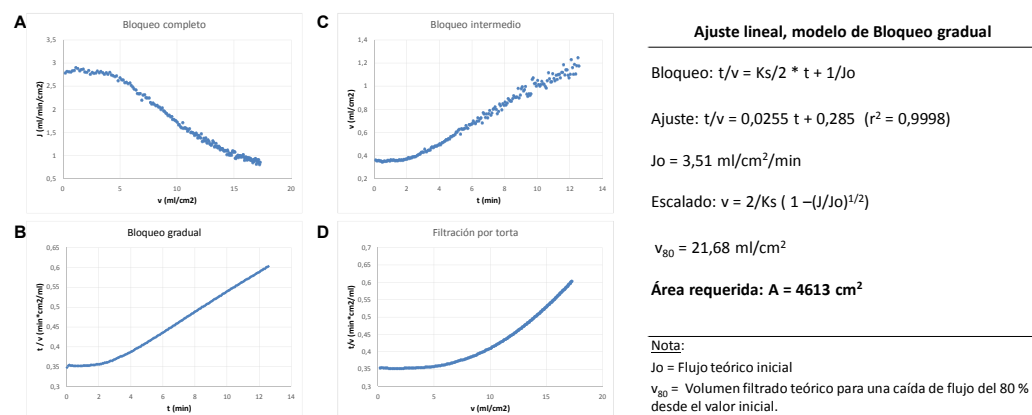 A
Bloqueo completo
3,5
3
2,5
2
1,5
1
0,5
J (ml/min/cm2)
0
5
10
15
20
v (ml/cm2)
C
Bloqueo intermedio
1,4
1,2
1
0,8
0,6
0,4
0,2
v (ml/cm2)
0
2
4
6
8
10
12
14
t (min)
B
Bloqueo gradual
0,65
0,6
0,55
0,5
0,45
0,4
0,35
0,3
t / v (min*cm2/ml)
0
2
4
6
8
10
12
14
t (min)
D
Filtración por torta
0,7
0,65
0,6
0,55
0,5
0,45
0,4
0,35
0,3
t/v (min*cm2/ml)
0
5
10
15
20
v (ml/cm2)
Ajuste lineal, modelo de Bloqueo gradual
Bloqueo: t/v = Ks/2 * t + 1/Jo
Ajuste: t/v = 0,0255 t + 0,285 (r² = 0,9998)
Jo = 3,51 ml/cm²/min
Escalado: v = 2/Ks ( 1 –(J/Jo)¹ᐟ²)
v₈₀ = 21,68 ml/cm²
Área requerida: A = 4613 cm²
Nota:
Jo = Flujo teórico inicial
v₈₀ = Volumen filtrado teórico para una caída de flujo del 80 %
desde el valor inicial.